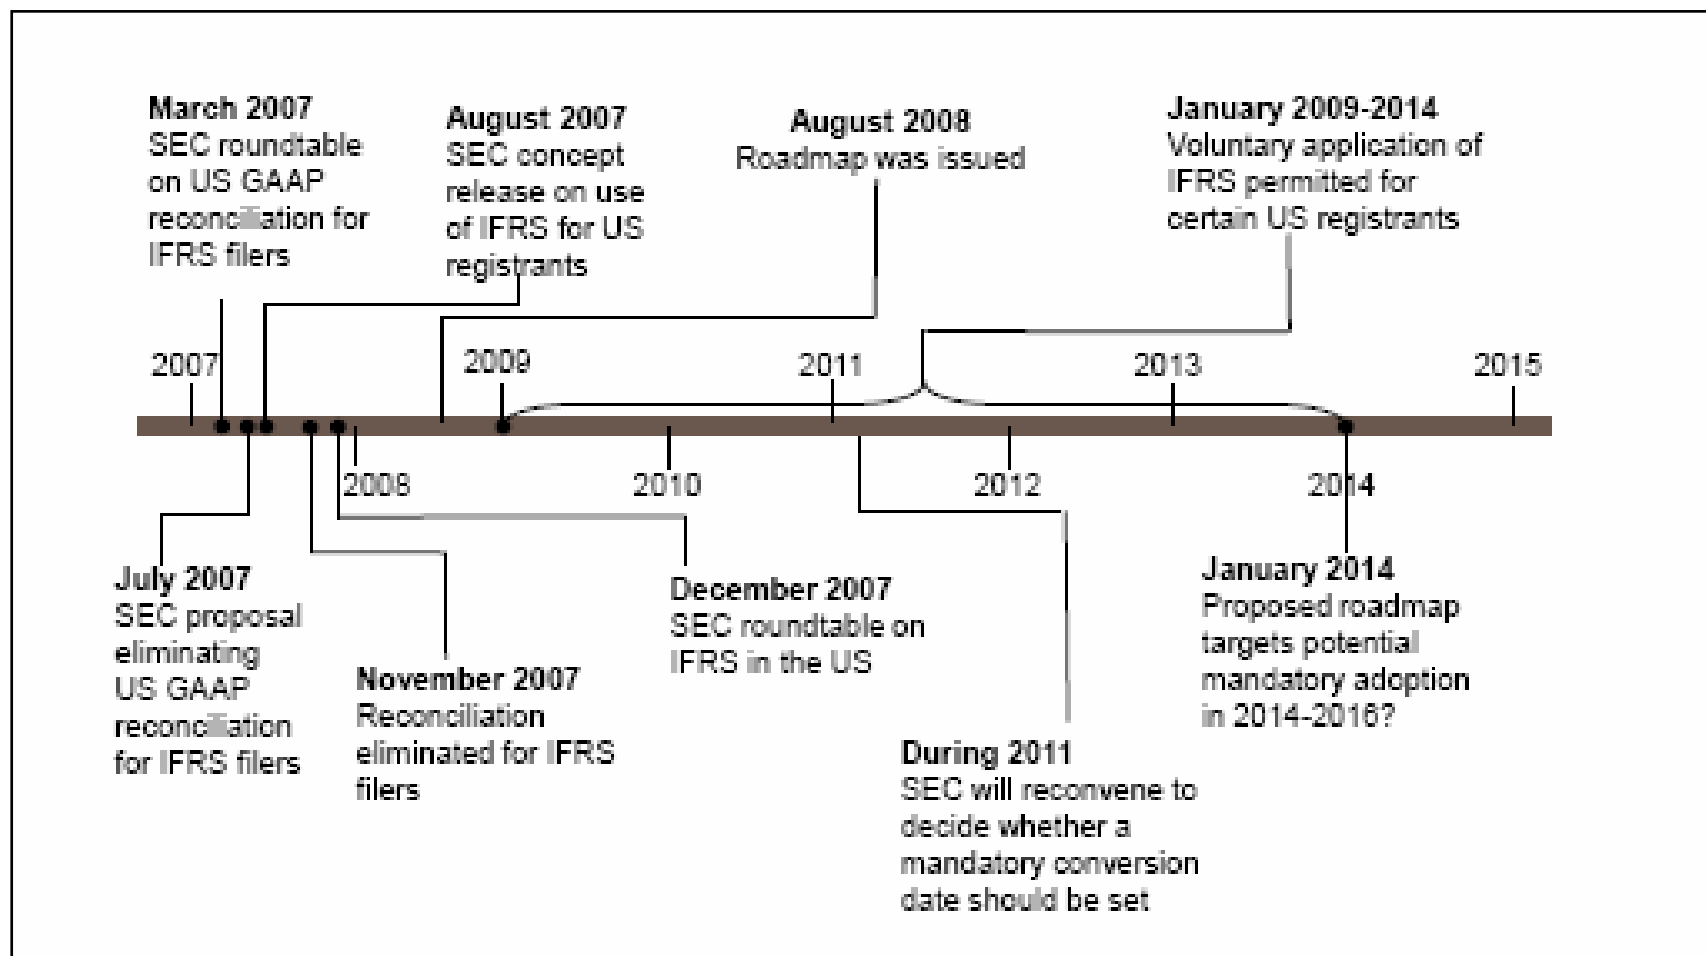 March 2007
SEC roundtable
on US GAAP
reconciliation for
IFRS filers
August 2007
SEC concept
release on use
of IFRS for US
registrants
August 2008
Roadmap was issued
January 2009-2014
Voluntary application of
IFRS permitted for
certain US registrants
2007
2009
2011
2013
2015
2008
2010
2012
2014
July 2007
SEC proposal
eliminating
US GAAP
reconciliation
for IFRS filers
November 2007
Reconciliation
eliminated for IFRS
filers
December 2007
SEC roundtable on
IFRS in the US
During 2011
SEC will reconvene to
decide whether a
mandatory conversion
date should be set
January 2014
Proposed roadmap
targets potential
mandatory adoption
in 2014-2016?